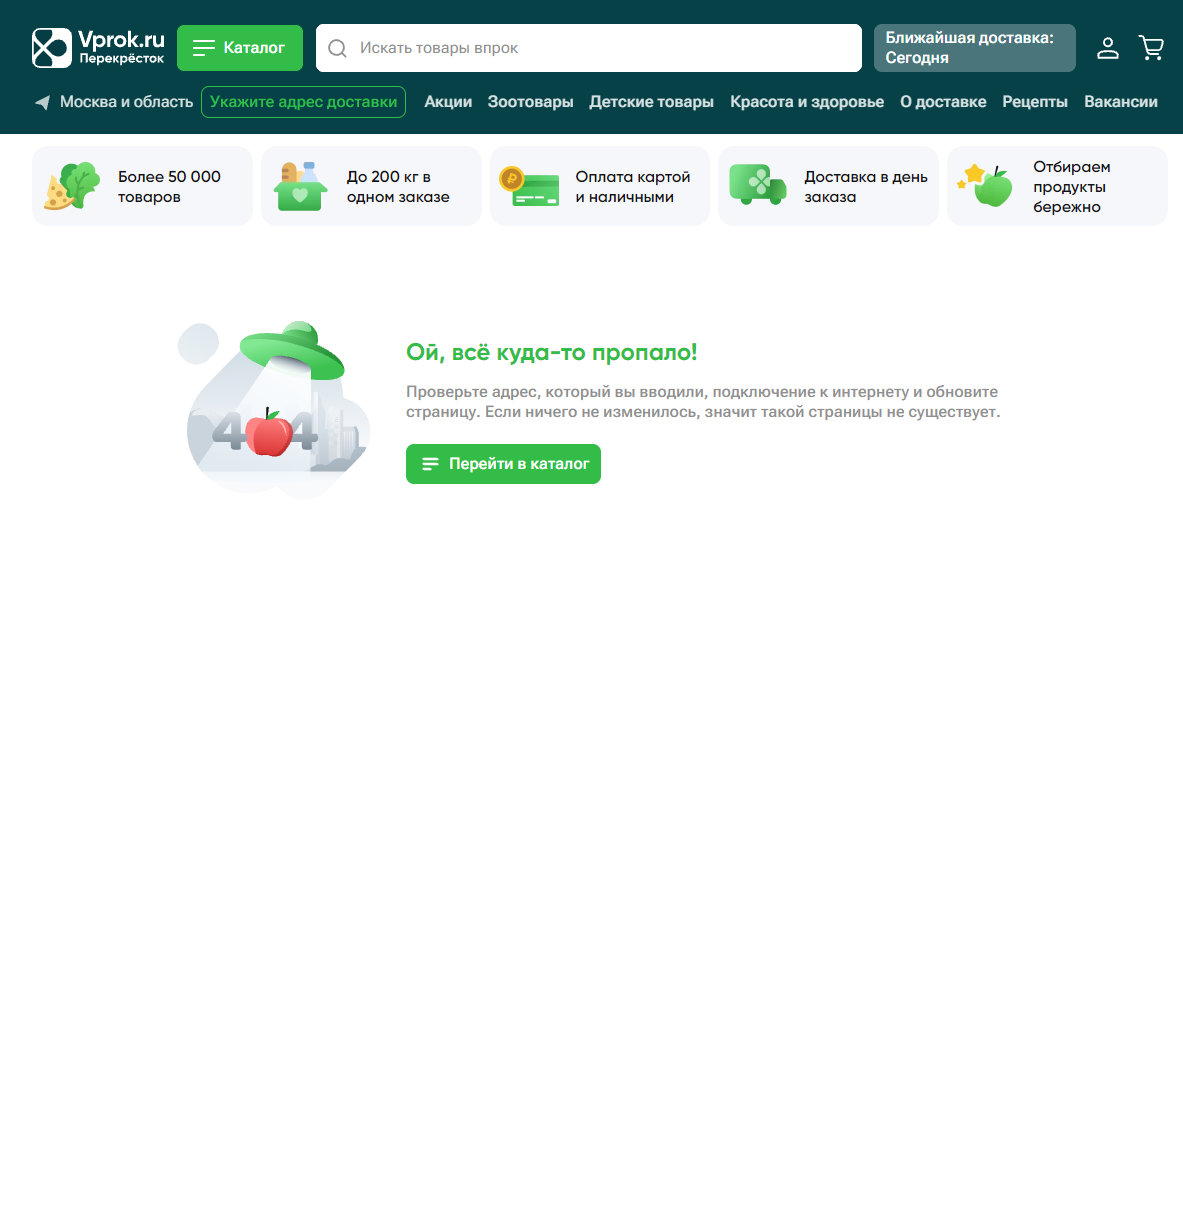 Vprok.ru
Перекрёсток
Каталог
Искать товары впрок
Ближайшая доставка:
Сегодня
Москва и область
Укажите адрес доставки
Акции
Зоотовары
Детские товары
Красота и здоровье
О доставке
Рецепты
Вакансии
Более 50 000
товаров
До 200 кг в
одном заказе
Оплата картой
и наличными
Доставка в день
заказа
Отбираем
продукты
бережно
4 4
Ой, всё куда-то пропало!
Проверьте адрес, который вы вводили, подключение к интернету и обновите
страницу. Если ничего не изменилось, значит такой страницы не существует.
Перейти в каталог